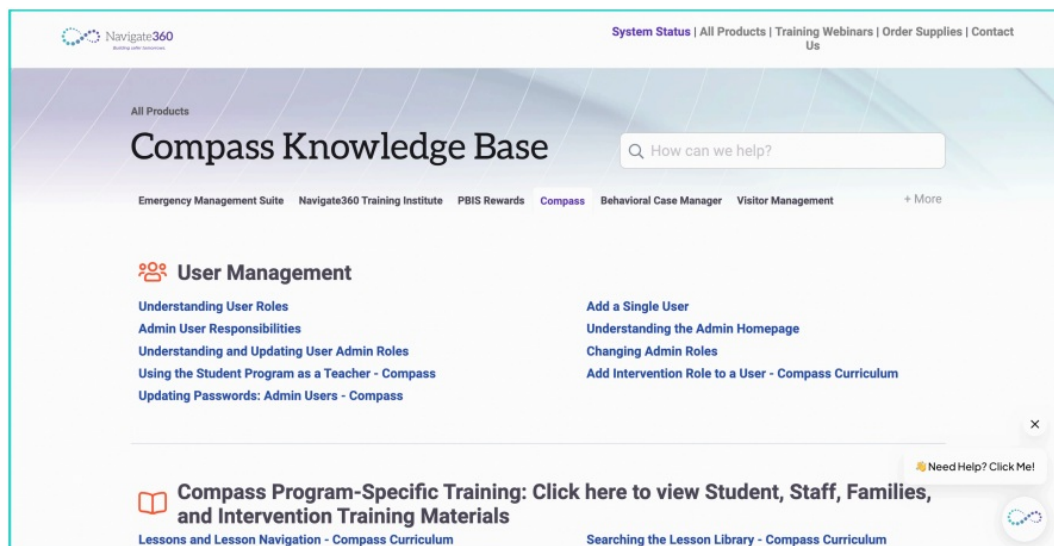 Navigate360
Building safer tomorrows
System Status | All Products | Training Webinars | Order Supplies | Contact
Us
All Products
Compass Knowledge Base
How can we help?
Emergency Management Suite Navigate360 Training Institute PBIS Rewards Compass Behavioral Case Manager Visitor Management + More
User Management
Understanding User Roles Add a Single User
Admin User Responsibilities Understanding the Admin Homepage
Understanding and Updating User Admin Roles Changing Admin Roles
Using the Student Program as a Teacher - Compass Add Intervention Role to a User - Compass Curriculum
Updating Passwords: Admin Users - Compass
👋Need Help? Click Me!
Compass Program-Specific Training: Click here to view Student, Staff, Families,
and Intervention Training Materials
Lessons and Lesson Navigation - Compass Curriculum Searching the Lesson Library - Compass Curriculum